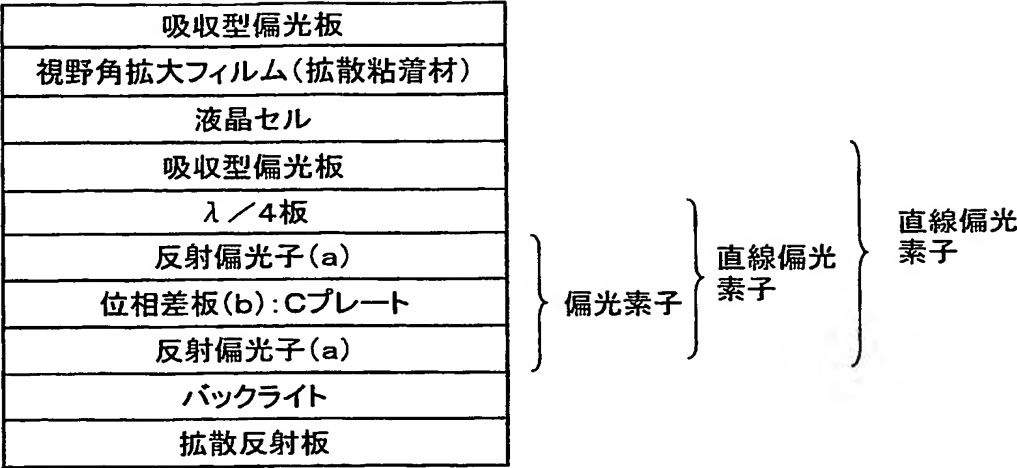 吸収型偏光板
視野角拡大フィルム(拡散粘着材)
液晶セル
吸収型偏光板
λ/4板
反射偏光子(a)
位相差板(b):Cプレート
反射偏光子(a)
バックライト
拡散反射板
偏光素子
直線偏光
素子
直線偏光
素子